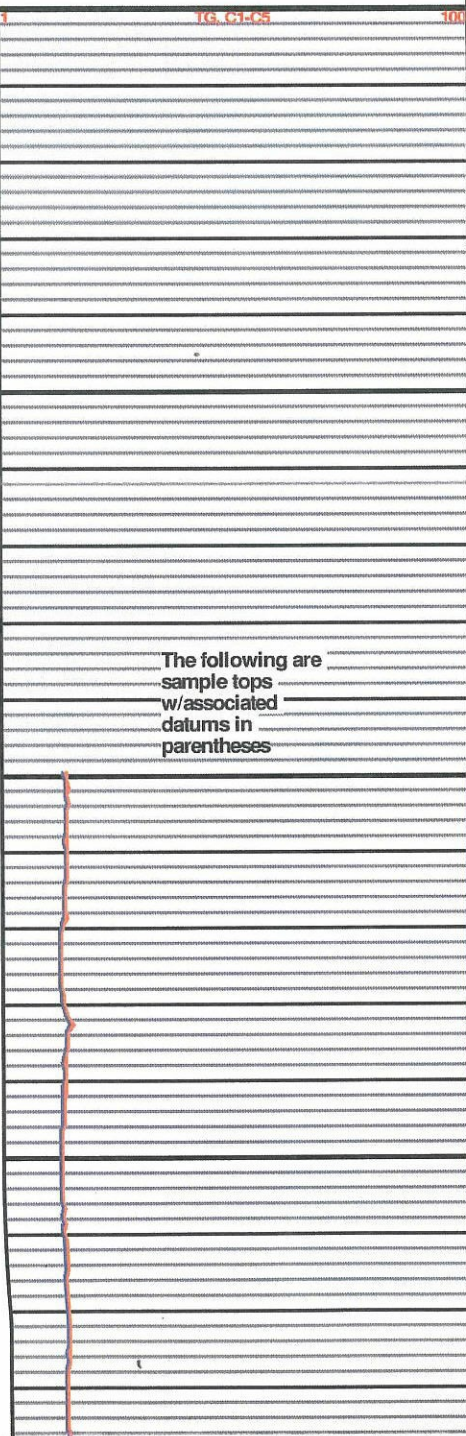 1 TG, C1-C5 100
The following are
sample tops
w/associated
datums in
parentheses